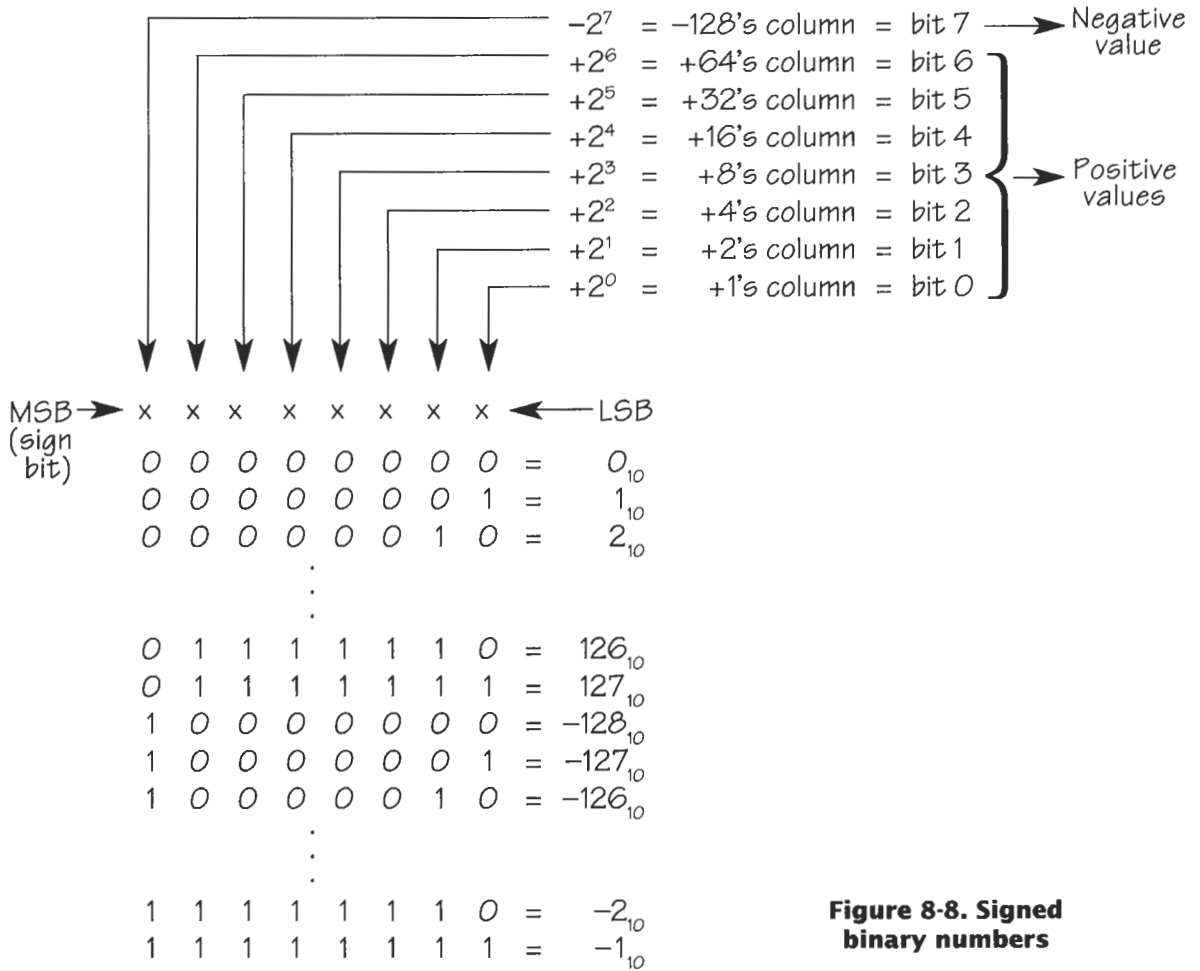 −2⁷ = −128's column = bit 7 Negative value
+2⁶ = +64's column = bit 6
+2⁵ = +32's column = bit 5
+2⁴ = +16's column = bit 4
+2³ = +8's column = bit 3 Positive values
+2² = +4's column = bit 2
+2¹ = +2's column = bit 1
+2⁰ = +1's column = bit 0
MSB (sign bit) x x x x x x x x LSB
0 0 0 0 0 0 0 0 = 0₁₀
0 0 0 0 0 0 0 1 = 1₁₀
0 0 0 0 0 0 1 0 = 2₁₀
0 1 1 1 1 1 1 0 = 126₁₀
0 1 1 1 1 1 1 1 = 127₁₀
1 0 0 0 0 0 0 0 = −128₁₀
1 0 0 0 0 0 0 1 = −127₁₀
1 0 0 0 0 0 1 0 = −126₁₀
1 1 1 1 1 1 1 0 = −2₁₀
1 1 1 1 1 1 1 1 = −1₁₀
Figure 8-8. Signed
binary numbers